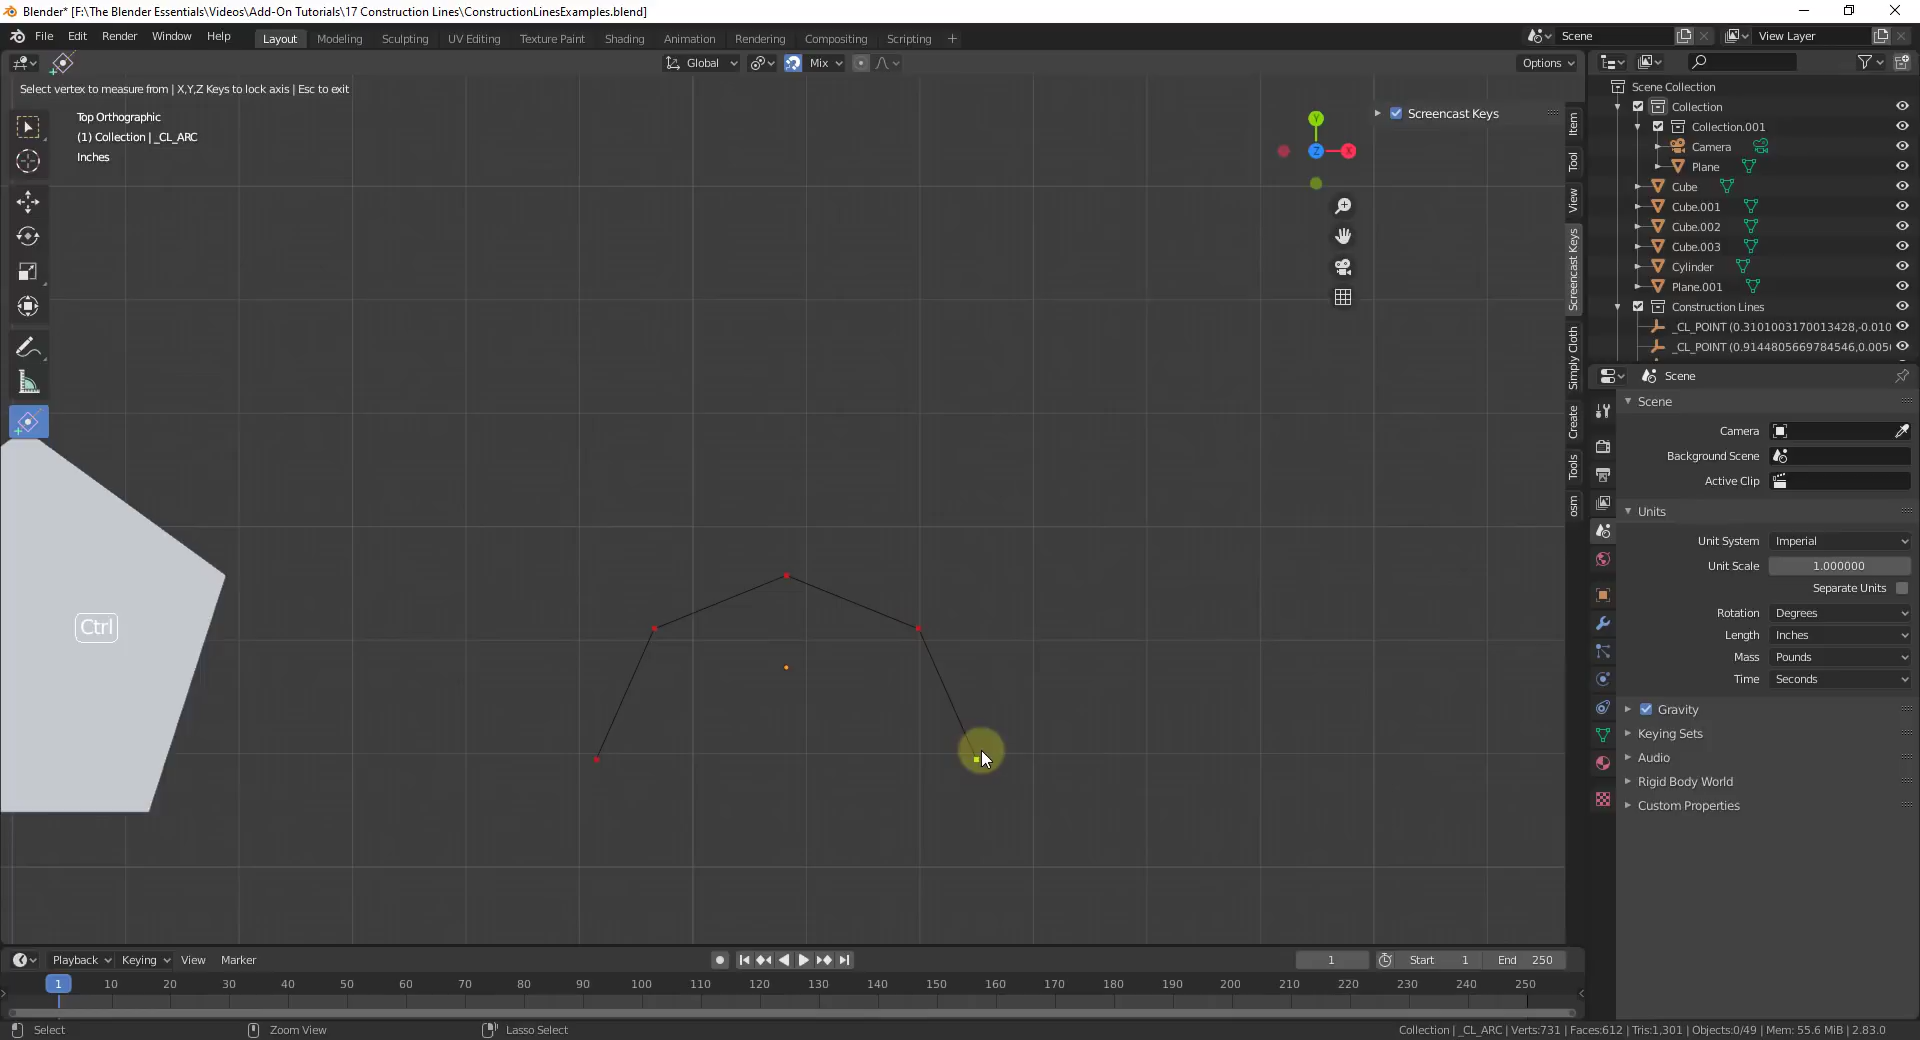 Blender* [F:\The Blender Essentials\Videos\Add-On Tutorials\17 Construction Lines\ConstructionLinesExamples.blend]
File Edit Render Window Help Layout Modeling Sculpting UV Editing Texture Paint Shading Animation Rendering Compositing Scripting + Scene View Layer
Global Mix Options
Select vertex to measure from | X,Y,Z Keys to lock axis | Esc to exit
Top Orthographic
(1) Collection | _CL_ARC
Inches
Y
Z
X
Screencast Keys
Item
Tool
View
Screencast Keys
Simply Cloth
Create
Tools
osm
Ctrl
Scene Collection
Collection
Collection.001
Camera
Plane
Cube
Cube.001
Cube.002
Cube.003
Cylinder
Plane.001
Construction Lines
_CL_POINT (0.3101003170013428,-0.010
_CL_POINT (0.9144805669784546,0.005
Scene
Scene
Camera
Background Scene
Active Clip
Units
Unit System Imperial
Unit Scale 1.000000
Separate Units
Rotation Degrees
Length Inches
Mass Pounds
Time Seconds
Gravity
Keying Sets
Audio
Rigid Body World
Custom Properties
Playback Keying View Marker 1 Start 1 End 250
1 10 20 30 40 50 60 70 80 90 100 110 120 130 140 150 160 170 180 190 200 210 220 230 240 250
Select Zoom View Lasso Select Collection | _CL_ARC | Verts:731 | Faces:612 | Tris:1,301 | Objects:0/49 | Mem: 55.6 MiB | 2.83.0